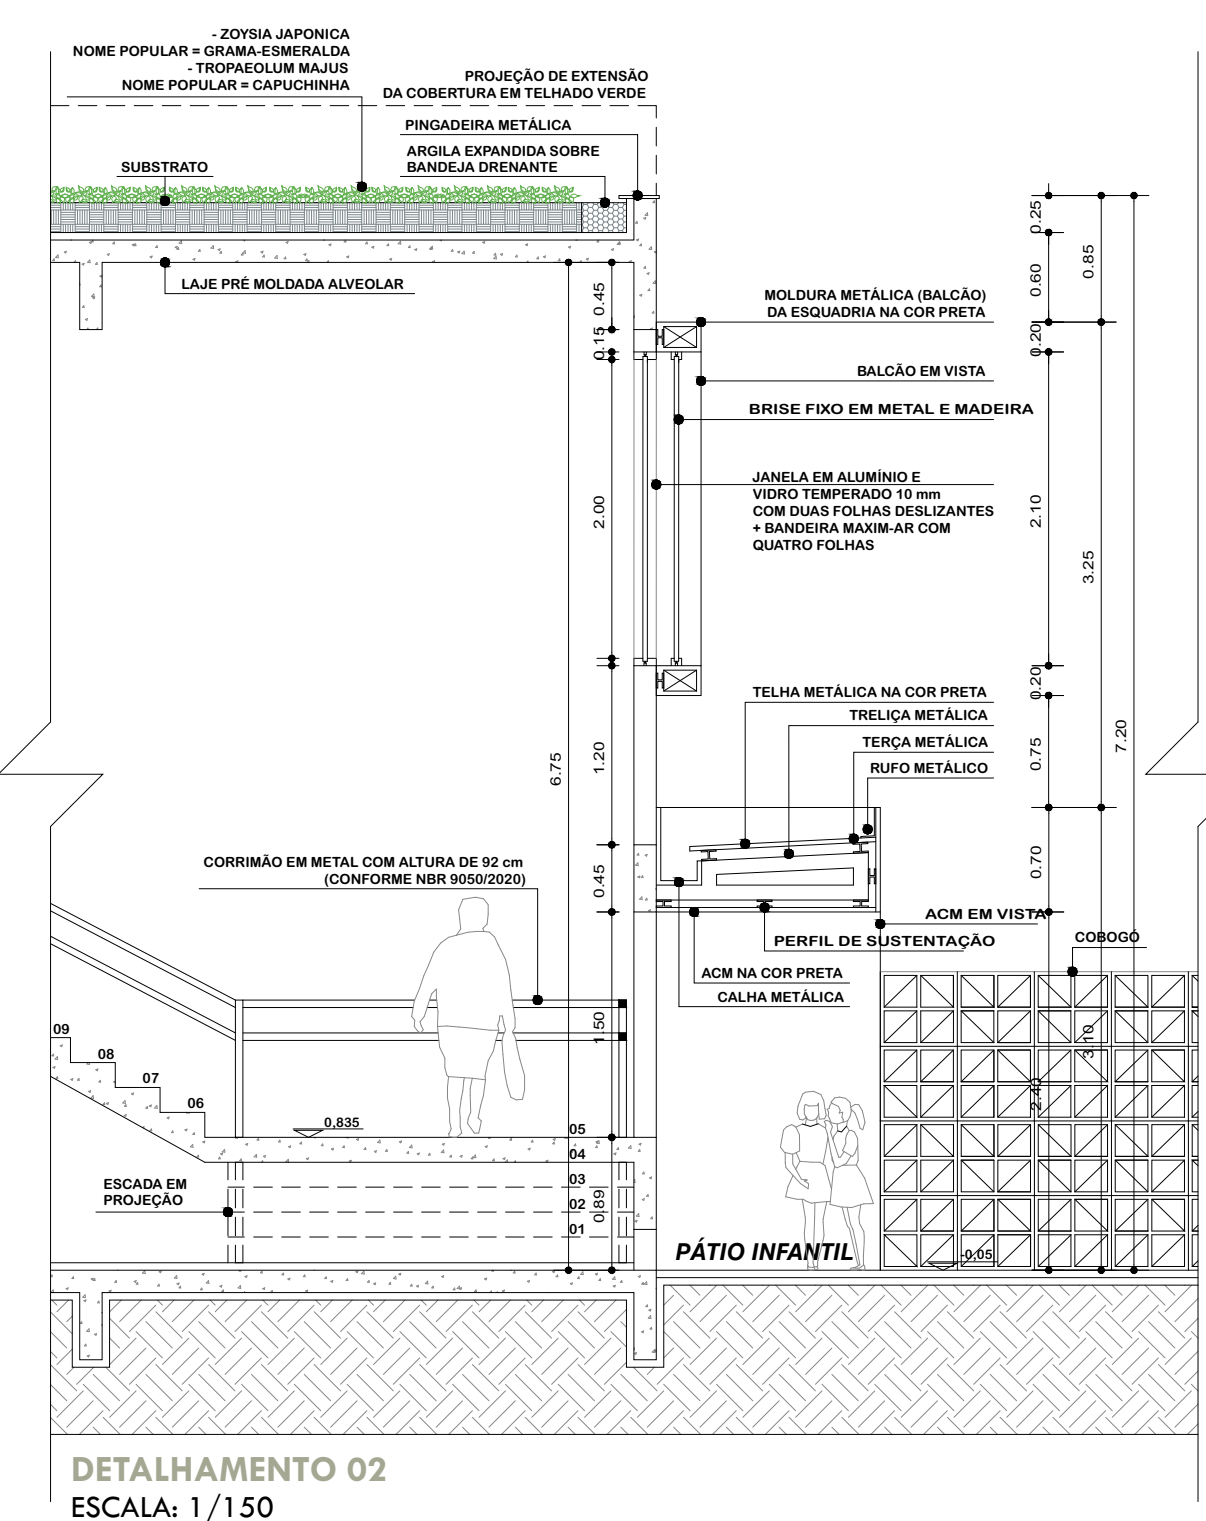 - ZOYSIA JAPONICA
NOME POPULAR = GRAMA-ESMERALDA
- TROPAEOLUM MAJUS
NOME POPULAR = CAPUCHINHA
PROJEÇÃO DE EXTENSÃO
DA COBERTURA EM TELHADO VERDE
PINGADEIRA METÁLICA
ARGILA EXPANDIDA SOBRE
BANDEJA DRENANTE
SUBSTRATO
LAJE PRÉ MOLDADA ALVEOLAR
MOLDURA METÁLICA (BALCÃO)
DA ESQUADRIA NA COR PRETA
BALCÃO EM VISTA
BRISE FIXO EM METAL E MADEIRA
JANELA EM ALUMÍNIO E
VIDRO TEMPERADO 10 mm
COM DUAS FOLHAS DESLIZANTES
+ BANDEIRA MAXIM-AR COM
QUATRO FOLHAS
TELHA METÁLICA NA COR PRETA
TRELIÇA METÁLICA
TERÇA METÁLICA
RUFO METÁLICO
CORRIMÃO EM METAL COM ALTURA DE 92 cm
(CONFORME NBR 9050/2020)
ACM EM VISTA
PERFIL DE SUSTENTAÇÃO
COBOGÓ
ACM NA COR PRETA
CALHA METÁLICA
0.45
0.15
2.00
1.20
6.75
0.45
1.50
0.89
0.25
0.60
0.85
0.20
2.10
3.25
0.20
0.75
7.20
0.70
3.10
2.40
09
08
07
06
0,835
05
04
03
02
01
ESCADA EM
PROJEÇÃO
PÁTIO INFANTIL
-0,05
DETALHAMENTO 02
ESCALA: 1/150